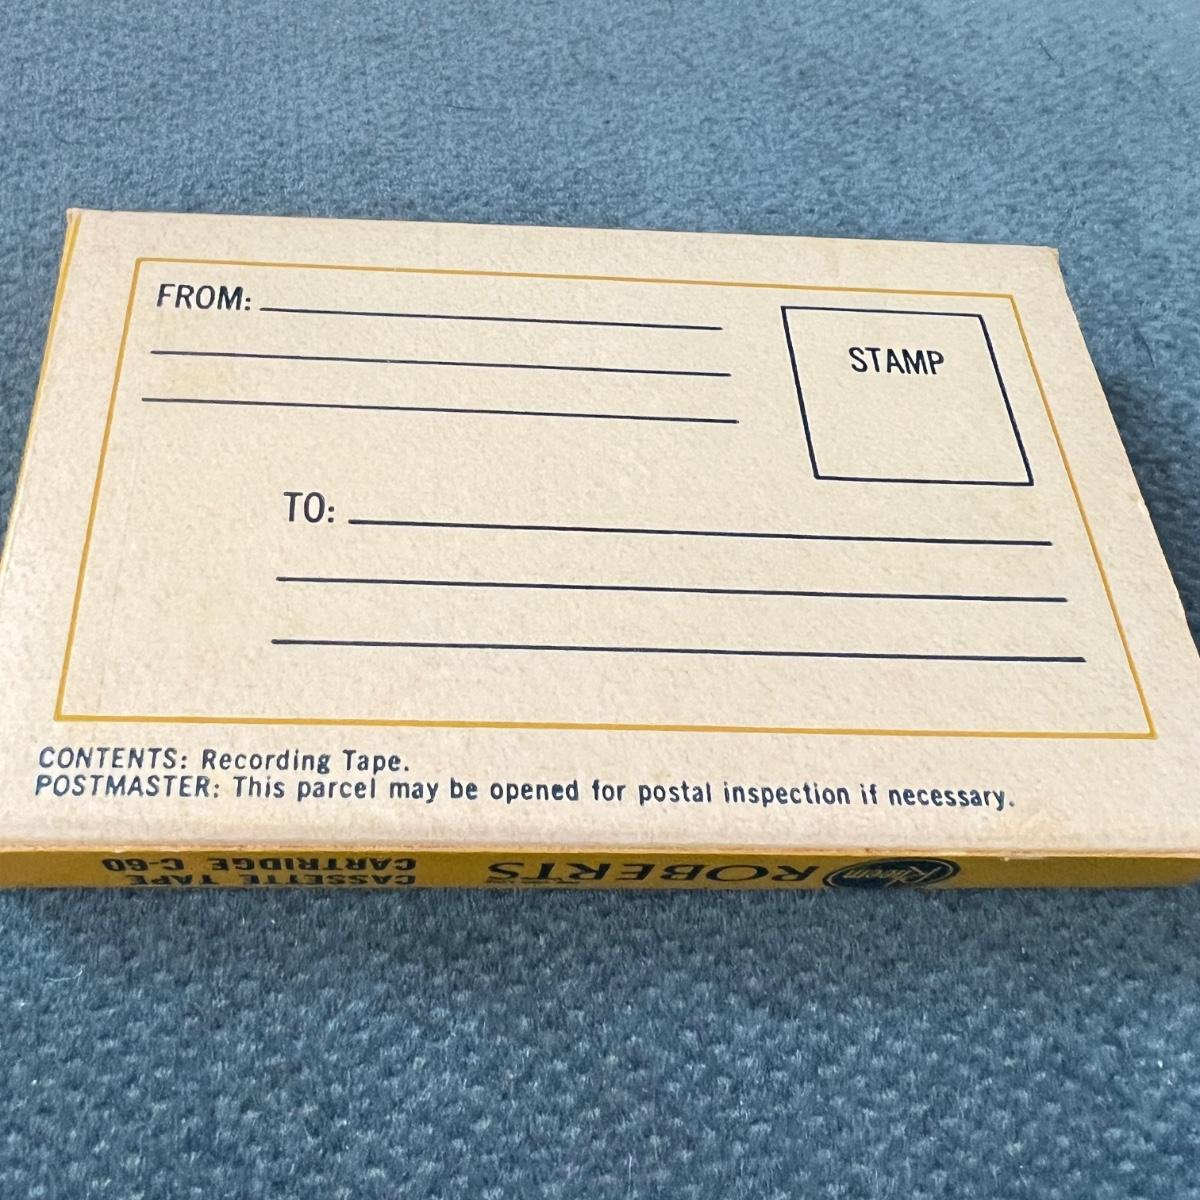 FROM:
STAMP
TO:
CONTENTS: Recording Tape.
POSTMASTER: This parcel may be opened for postal inspection if necessary.
Rheem
ROBERTS
CASSETTE TAPE
CARTRIDGE C-60